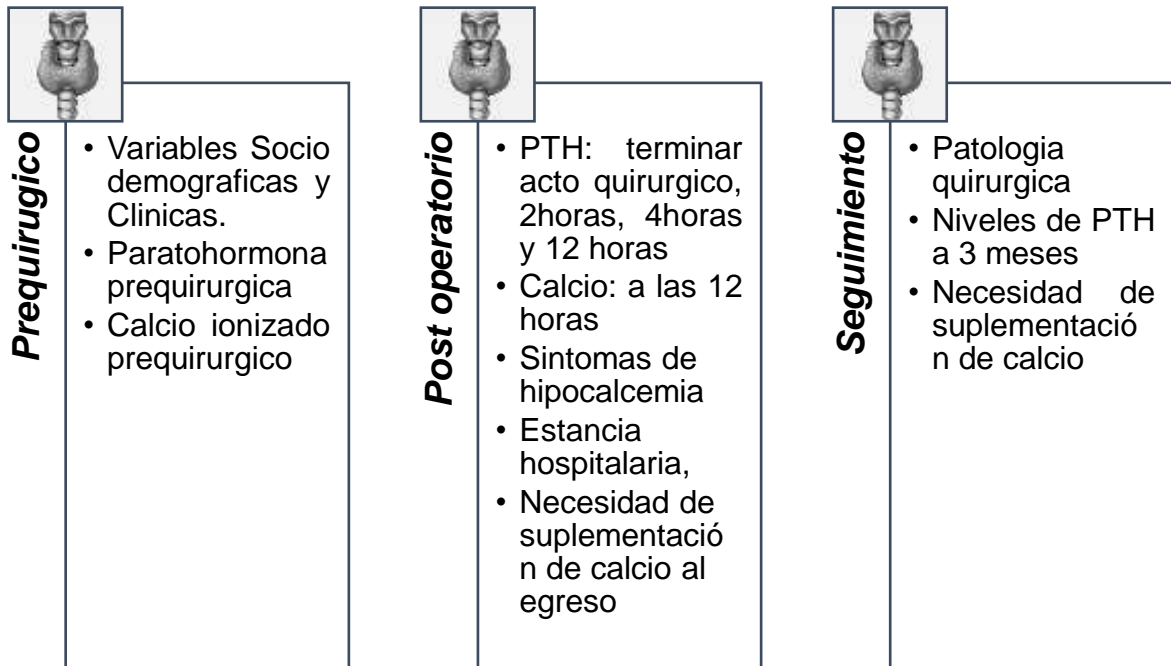 Prequirugico
• Variables Socio
demograficas y
Clinicas.
• Paratohormona
prequirurgica
• Calcio ionizado
prequirurgico
Post operatorio
• PTH: terminar
acto quirurgico,
2horas, 4horas
y 12 horas
• Calcio: a las 12
horas
• Sintomas de
hipocalcemia
• Estancia
hospitalaria,
• Necesidad de
suplementació
n de calcio al
egreso
Seguimiento
• Patologia
quirurgica
• Niveles de PTH
a 3 meses
• Necesidad de
suplementació
n de calcio